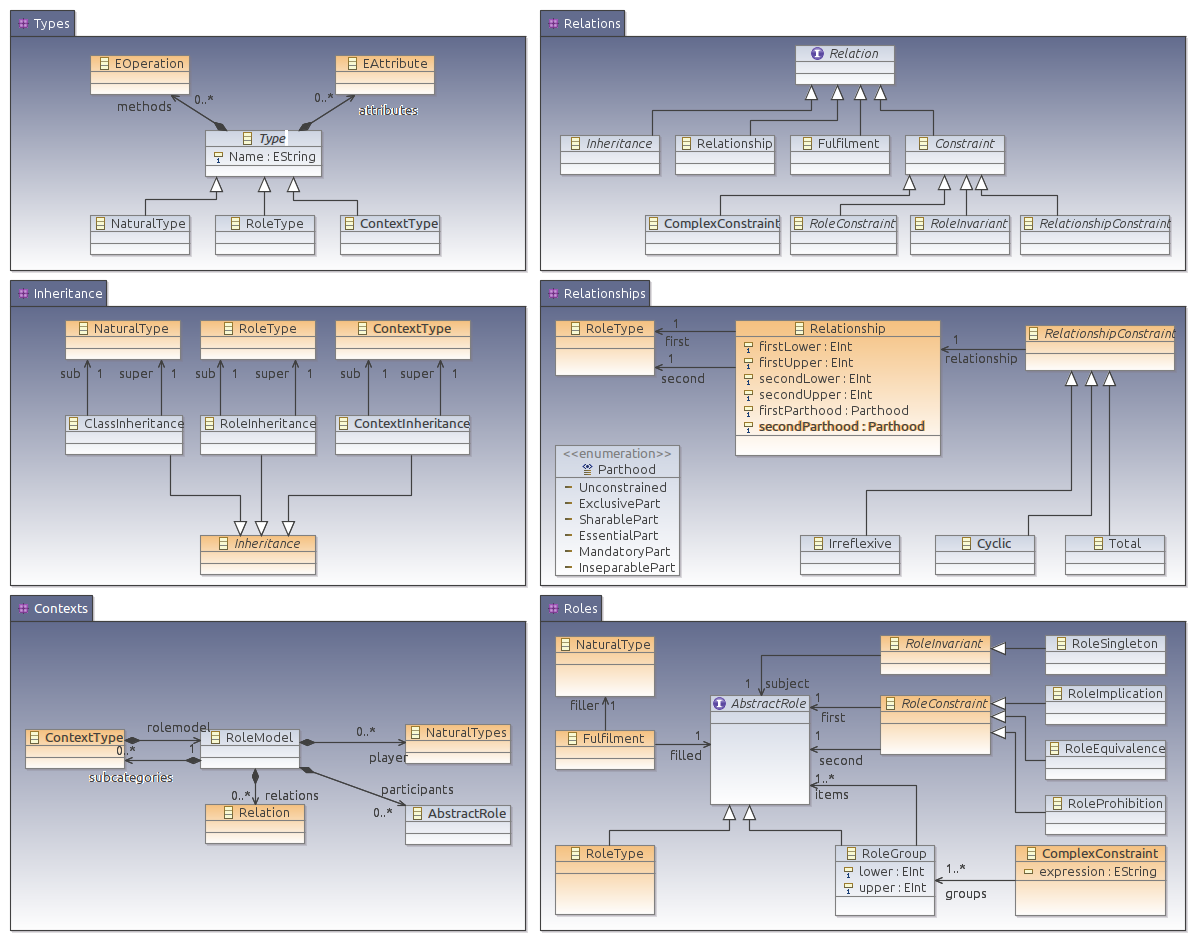 Types
EOperation
EAttribute
methods
0..*
0..*
attributes
Type
Name : EString
NaturalType
RoleType
ContextType
Relations
Relation
Inheritance
Relationship
Fulfilment
Constraint
ComplexConstraint
RoleConstraint
RoleInvariant
RelationshipConstraint
Inheritance
NaturalType
RoleType
ContextType
sub 1 super 1
sub 1 super 1
sub 1 super 1
ClassInheritance
RoleInheritance
ContextInheritance
Inheritance
Relationships
RoleType
1
first
1
second
Relationship
firstLower : EInt
firstUpper : EInt
secondLower : EInt
secondUpper : EInt
firstParthood : Parthood
secondParthood : Parthood
1
relationship
RelationshipConstraint
<<enumeration>>
Parthood
Unconstrained
ExclusivePart
SharablePart
EssentialPart
MandatoryPart
InseparablePart
Irreflexive
Cyclic
Total
Contexts
ContextType
rolemodel
1
0..*
subcategories
RoleModel
0..*
player
NaturalTypes
participants
0..*
AbstractRole
0..*
relations
Relation
Roles
NaturalType
filler
1
Fulfilment
1
filled
AbstractRole
1
subject
RoleInvariant
RoleSingleton
1
first
RoleConstraint
RoleImplication
1
second
RoleEquivalence
1..*
items
RoleProhibition
RoleType
RoleGroup
lower : EInt
upper : EInt
1..*
groups
ComplexConstraint
expression : EString